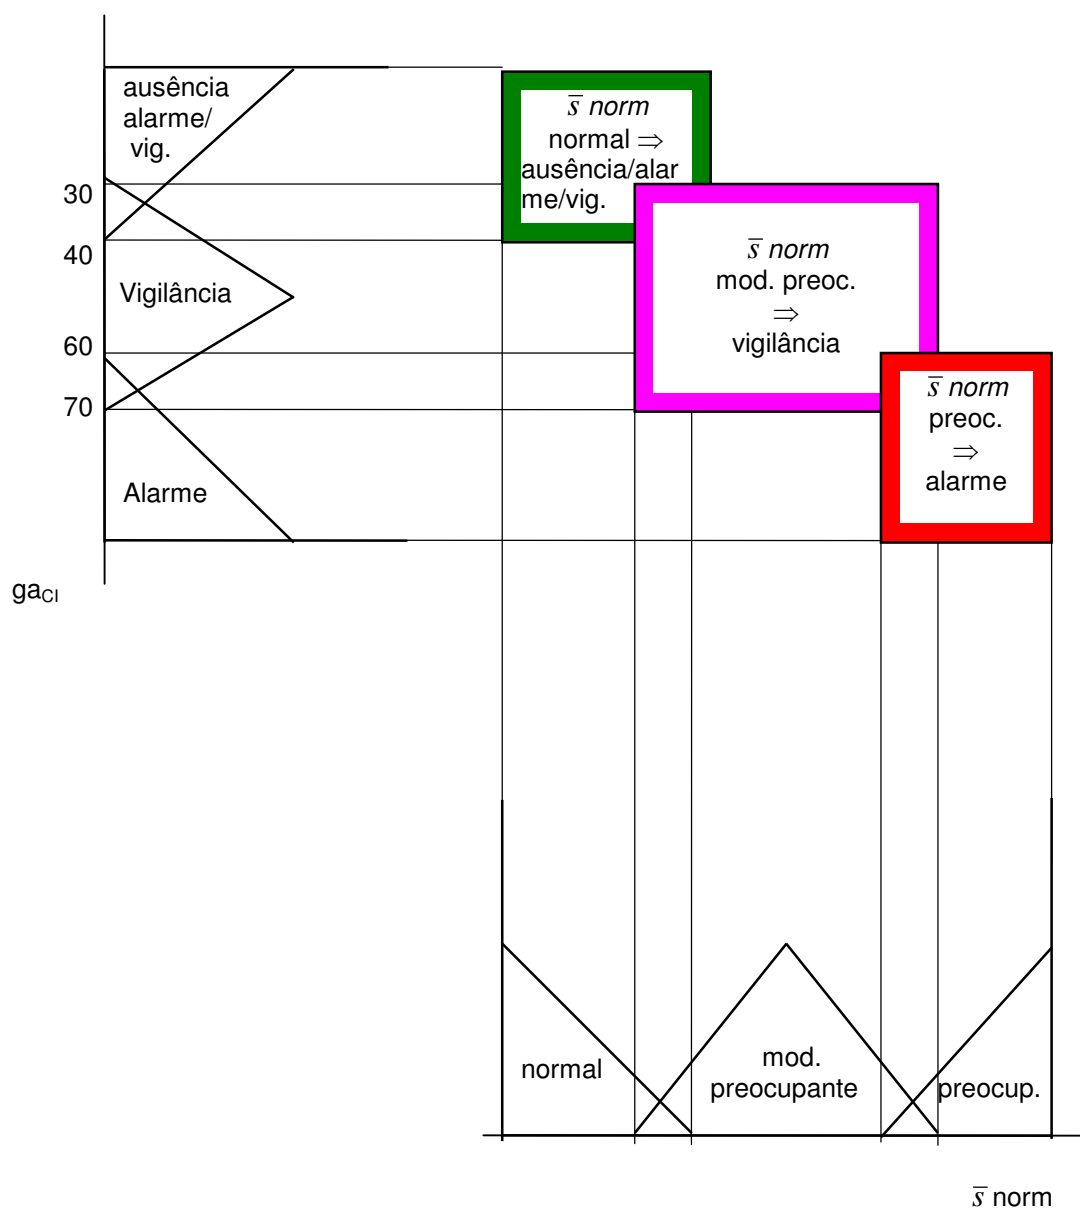 ausência
alarme/
vig.
30
40
Vigilância
60
70
Alarme
ga_CI
s̅ norm
normal ⇒
ausência/alar
me/vig.
s̅ norm
mod. preoc.
⇒
vigilância
s̅ norm
preoc.
⇒
alarme
normal
mod.
preocupante
preocup.
s̅ norm